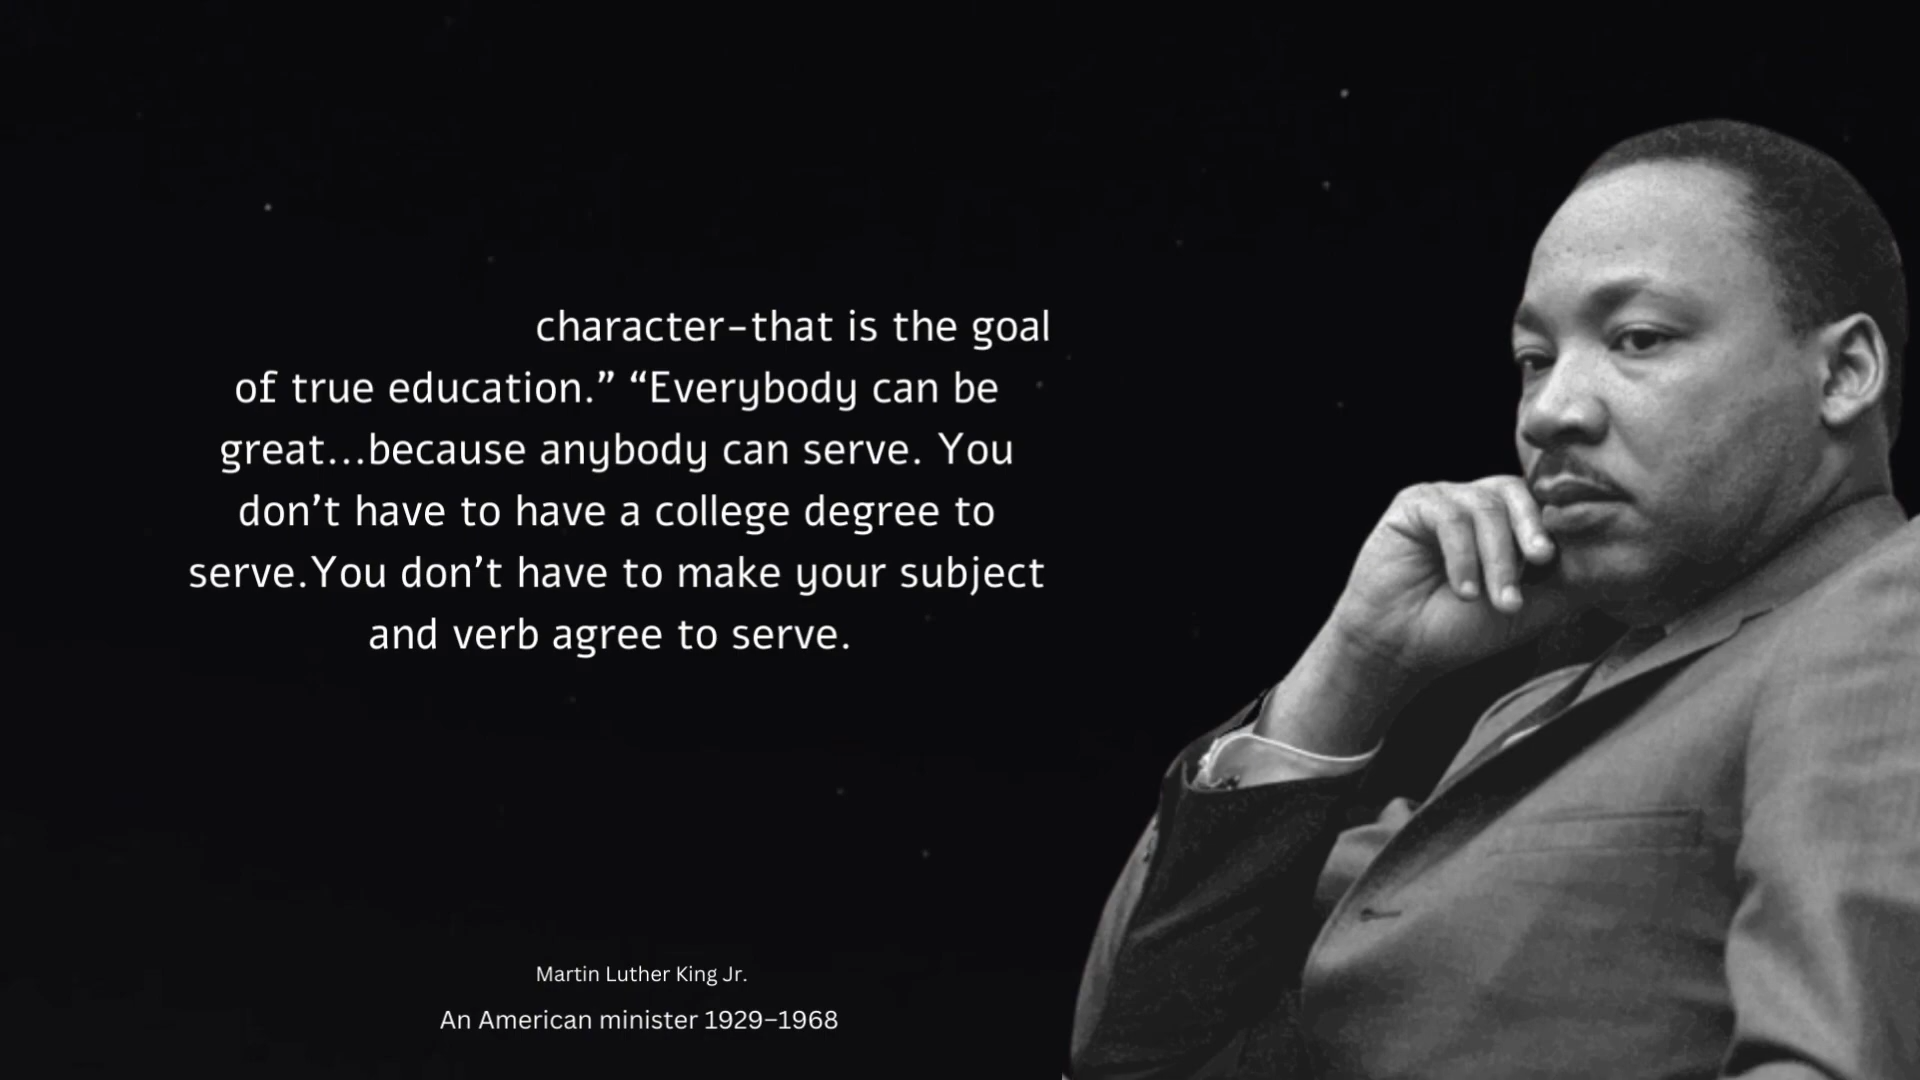 character–that is the goal
of true education.” “Everybody can be
great...because anybody can serve. You
don’t have to have a college degree to
serve.You don’t have to make your subject
and verb agree to serve.
Martin Luther King Jr.
An American minister 1929–1968